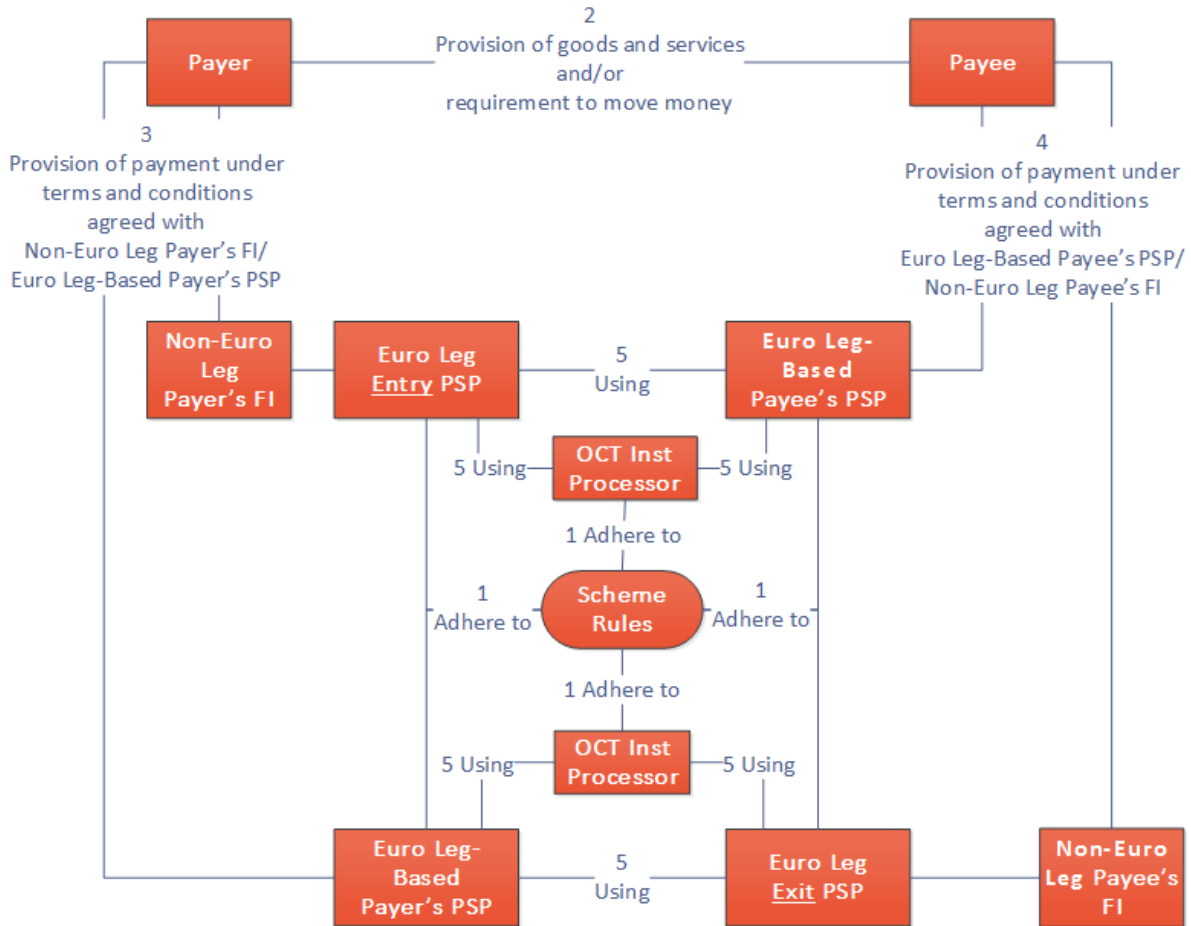 2
Provision of goods and services
and/or
requirement to move money
Payer
Payee
3
Provision of payment under
terms and conditions
agreed with
Non-Euro Leg Payer's FI/
Euro Leg-Based Payer's PSP
4
Provision of payment under
terms and conditions
agreed with
Euro Leg-Based Payee's PSP/
Non-Euro Leg Payee's FI
Non-Euro
Leg
Payer's FI
Euro Leg
Entry PSP
5
Using
Euro Leg-
Based
Payee's PSP
5 Using
OCT Inst
Processor
5 Using
1 Adhere to
1
Adhere to
Scheme
Rules
1
Adhere to
1 Adhere to
5 Using
OCT Inst
Processor
5 Using
Euro Leg-
Based
Payer's PSP
5
Using
Euro Leg
Exit PSP
Non-Euro
Leg Payee's
FI